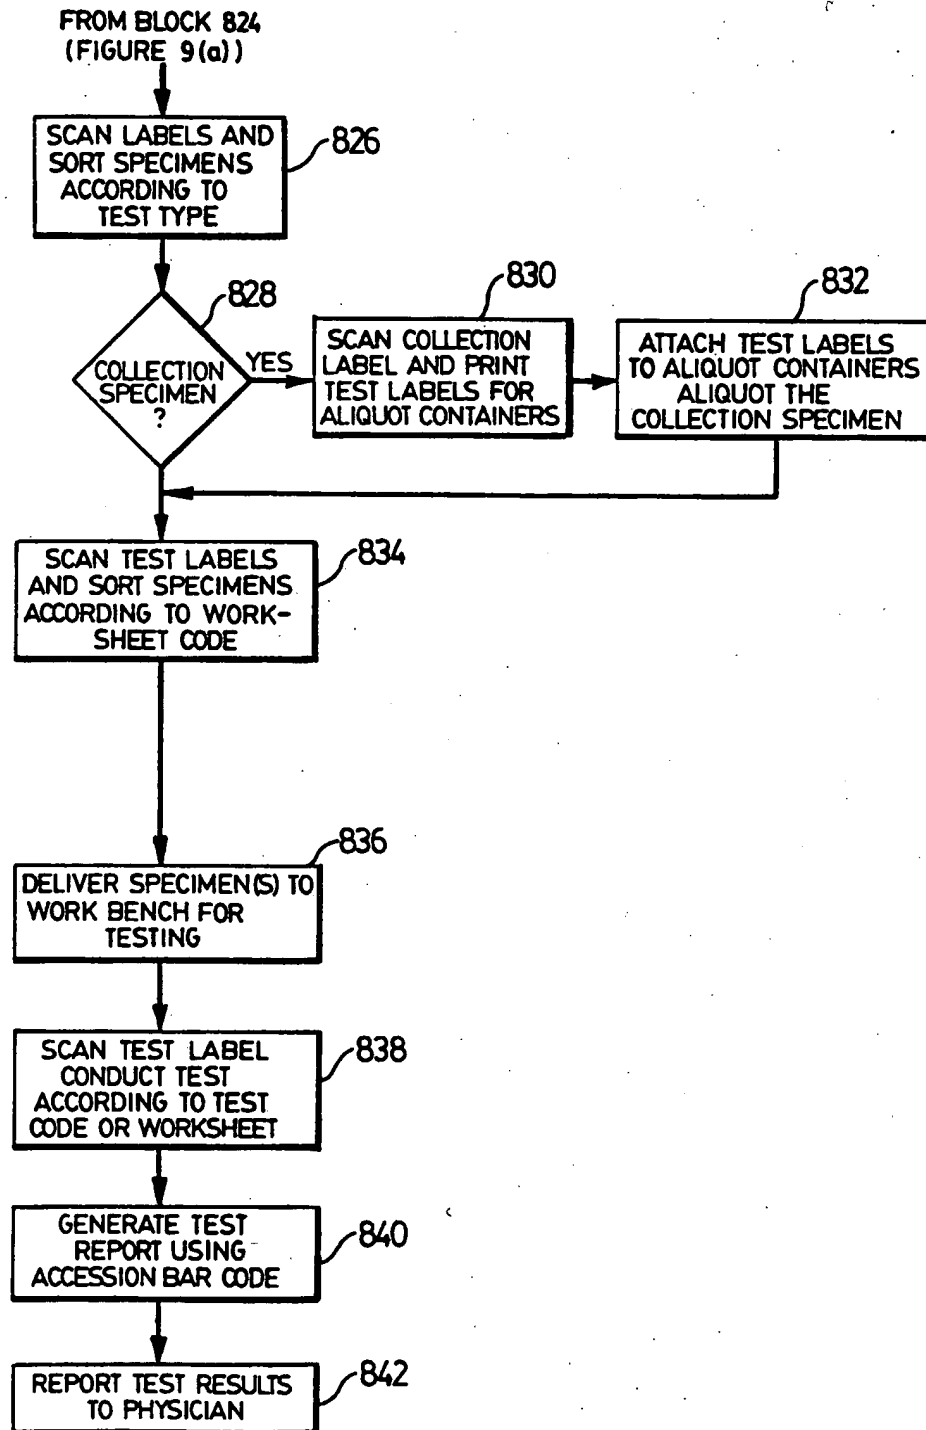 FROM BLOCK 824
(FIGURE 9(a))
SCAN LABELS AND
SORT SPECIMENS
ACCORDING TO
TEST TYPE
826
828
COLLECTION
SPECIMEN
?
YES
830
SCAN COLLECTION
LABEL AND PRINT
TEST LABELS FOR
ALIQUOT CONTAINERS
832
ATTACH TEST LABELS
TO ALIQUOT CONTAINERS
ALIQUOT THE
COLLECTION SPECIMEN
SCAN TEST LABELS
AND SORT SPECIMENS
ACCORDING TO WORK-
SHEET CODE
834
836
DELIVER SPECIMEN(S) TO
WORK BENCH FOR
TESTING
SCAN TEST LABEL
CONDUCT TEST
ACCORDING TO TEST
CODE OR WORKSHEET
838
GENERATE TEST
REPORT USING
ACCESSION BAR CODE
840
REPORT TEST RESULTS
TO PHYSICIAN
842